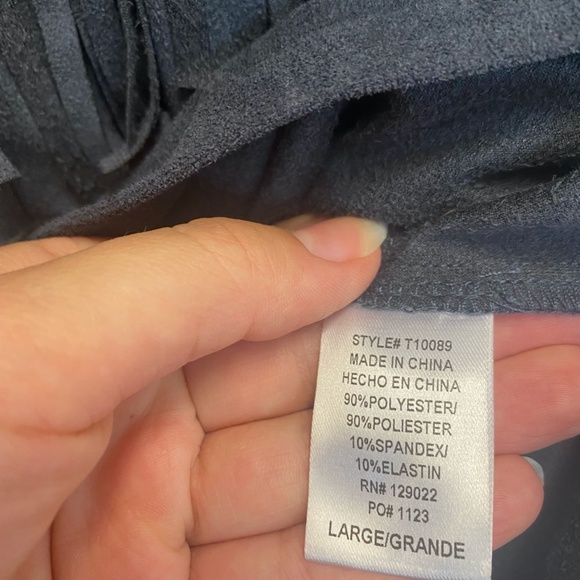 STYLE# T10089
MADE IN CHINA
HECHO EN CHINA
90%POLYESTER/
90%POLIESTER
10%SPANDEX/
10%ELASTIN
RN# 129022
PO# 1123
LARGE/GRANDE